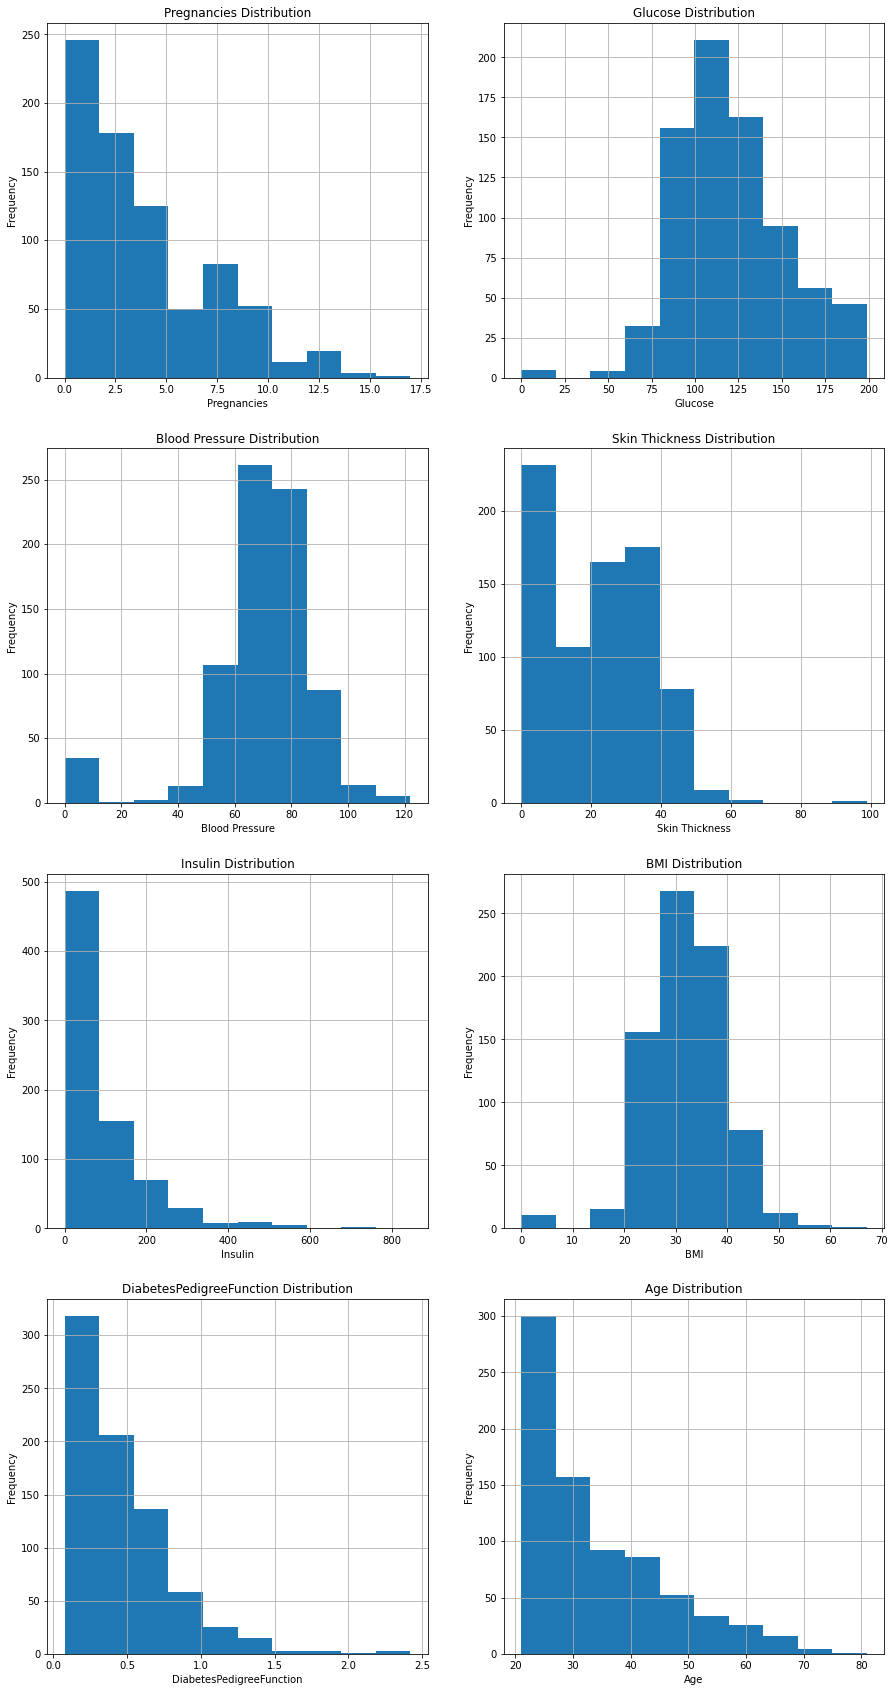 Pregnancies Distribution
250
200
150
100
50
0
Frequency
0.0 2.5 5.0 7.5 10.0 12.5 15.0 17.5
Pregnancies
Glucose Distribution
200
175
150
125
100
75
50
25
0
Frequency
0 25 50 75 100 125 150 175 200
Glucose
Blood Pressure Distribution
250
200
150
100
50
0
Frequency
0 20 40 60 80 100 120
Blood Pressure
Skin Thickness Distribution
200
150
100
50
0
Frequency
0 20 40 60 80 100
Skin Thickness
Insulin Distribution
500
400
300
200
100
0
Frequency
0 200 400 600 800
Insulin
BMI Distribution
250
200
150
100
50
0
Frequency
0 10 20 30 40 50 60 70
BMI
DiabetesPedigreeFunction Distribution
300
250
200
150
100
50
0
Frequency
0.0 0.5 1.0 1.5 2.0 2.5
DiabetesPedigreeFunction
Age Distribution
300
250
200
150
100
50
0
Frequency
20 30 40 50 60 70 80
Age